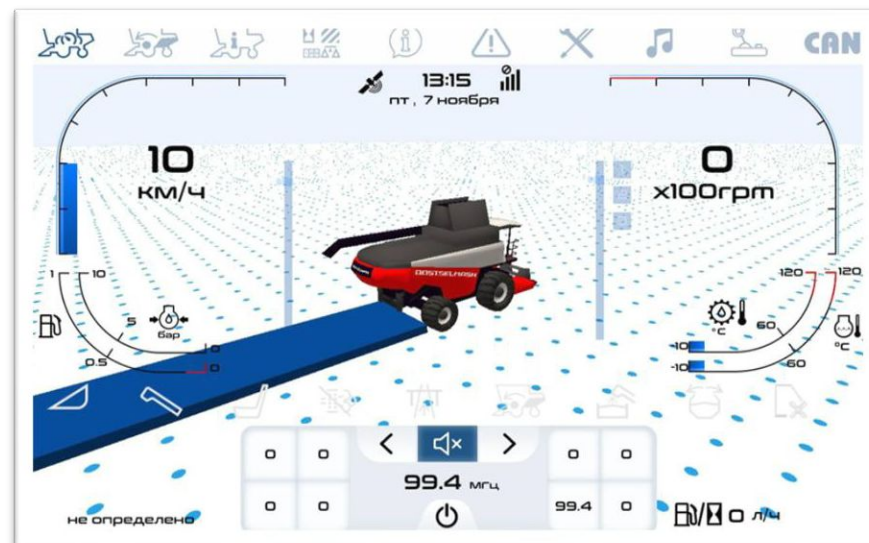 CAN
13:15
пт, 7 ноября
10
км/ч
0
x100rpm
ROSTSELMASH
1
10
5
0.5
0
0
бар
120
120
°C
60
60
-10
-10
°C
0
0
0
0
99.4 мгц
0
0
99.4
0
не определено
0 л/ч